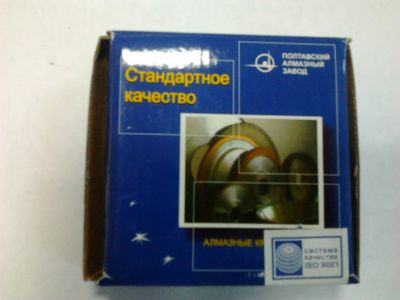 ПОЛТАВСКИЙ
АЛМАЗНЫЙ
ЗАВОД
Стандартное
качество
АЛМАЗНЫЕ
система
качества
ISO 9001